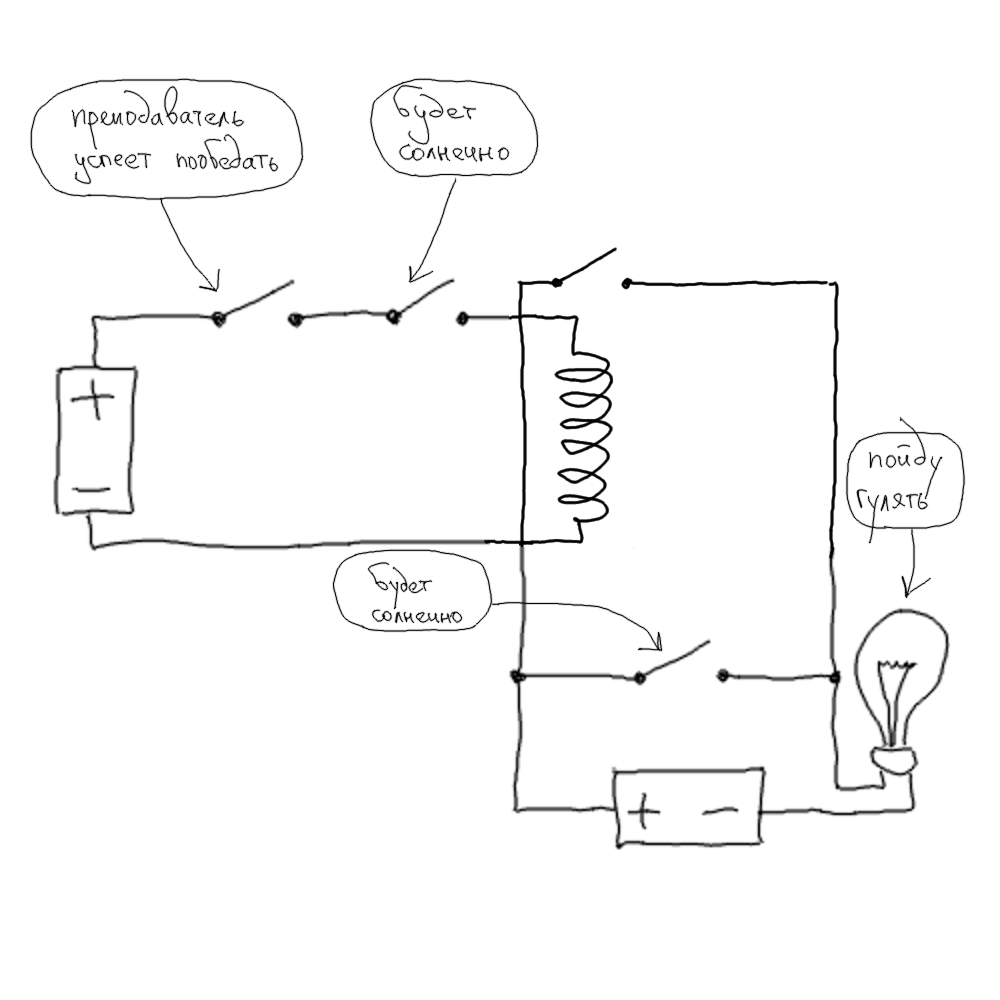 преподаватель
успеет пообедать
будет
солнечно
пойду
гулять
будет
солнечно
+
−
+ −